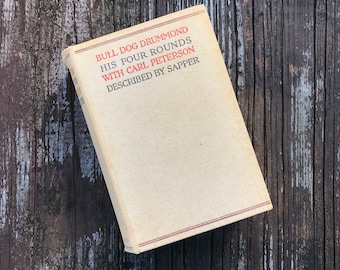 BULL DOG DRUMMOND
HIS FOUR ROUNDS
WITH CARL PETERSON
DESCRIBED BY SAPPER